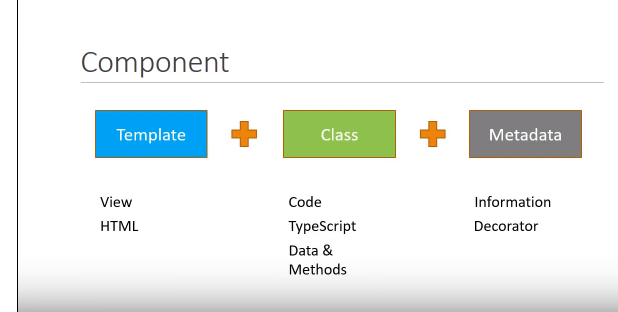 Component
Template
Class
Metadata
View
HTML
Code
TypeScript
Data &
Methods
Information
Decorator